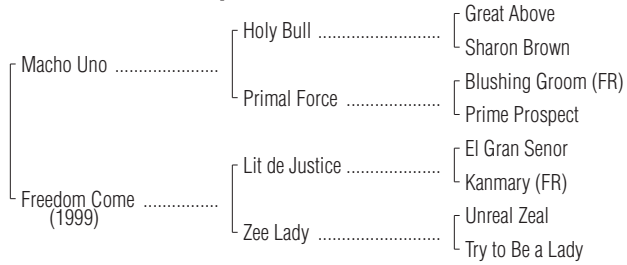 Great Above
Holy Bull ........................
Sharon Brown
Macho Uno .....................
Blushing Groom (FR)
Primal Force ...................
Prime Prospect
El Gran Senor
Lit de Justice ...................
Kanmary (FR)
Freedom Come ...............
(1999)
Unreal Zeal
Zee Lady ........................
Try to Be a Lady